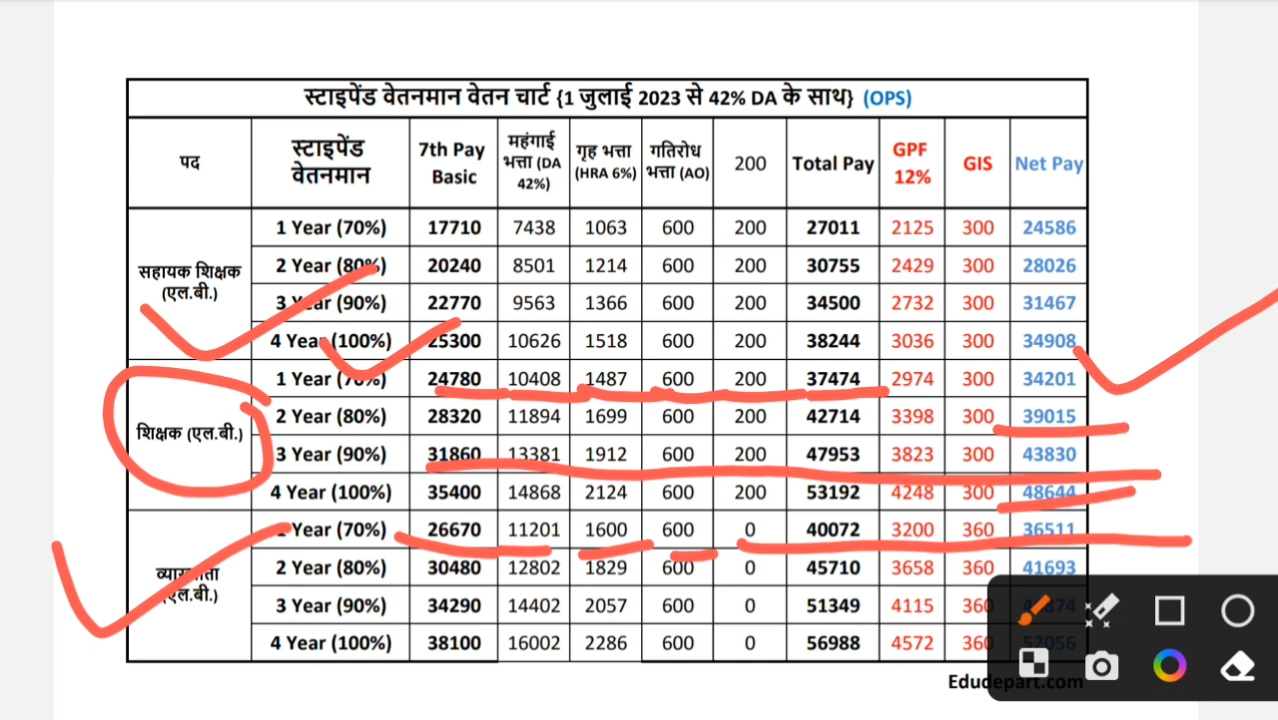 स्टाइपेंड वेतनमान वेतन चार्ट {1 जुलाई 2023 से 42% DA के साथ} (OPS)
पद स्टाइपेंड वेतनमान 7th Pay Basic महंगाई भत्ता (DA 42%) गृह भत्ता (HRA 6%) गतिरोध भत्ता (AO) 200 Total Pay GPF 12% GIS Net Pay
सहायक शिक्षक (एल.बी.)
1 Year (70%) 17710 7438 1063 600 200 27011 2125 300 24586
2 Year (80%) 20240 8501 1214 600 200 30755 2429 300 28026
3 Year (90%) 22770 9563 1366 600 200 34500 2732 300 31467
4 Year (100%) 25300 10626 1518 600 200 38244 3036 300 34908
शिक्षक (एल.बी.)
1 Year (70%) 24780 10408 1487 600 200 37474 2974 300 34201
2 Year (80%) 28320 11894 1699 600 200 42714 3398 300 39015
3 Year (90%) 31860 13381 1912 600 200 47953 3823 300 43830
4 Year (100%) 35400 14868 2124 600 200 53192 4248 300 48644
व्याख्याता (एल.बी.)
Year (70%) 26670 11201 1600 600 0 40072 3200 360 36511
2 Year (80%) 30480 12802 1829 600 0 45710 3658 360 41693
3 Year (90%) 34290 14402 2057 600 0 51349 4115 360
4 Year (100%) 38100 16002 2286 600 0 56988 4572 360 52056
Edudepart.com